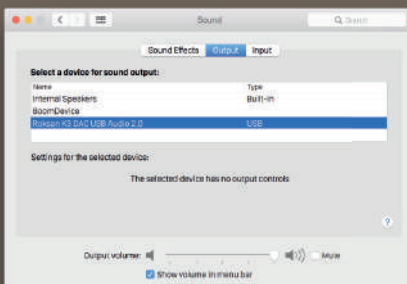 Sound
Search
Sound Effects Output Input
Select a device for sound output:
Name Type
Internal Speakers Built-in
BoomDevice
Roksan K3 DAC USB Audio 2.0 USB
Settings for the selected device:
The selected device has no output controls
?
Output volume: Mute
Show volume in menu bar